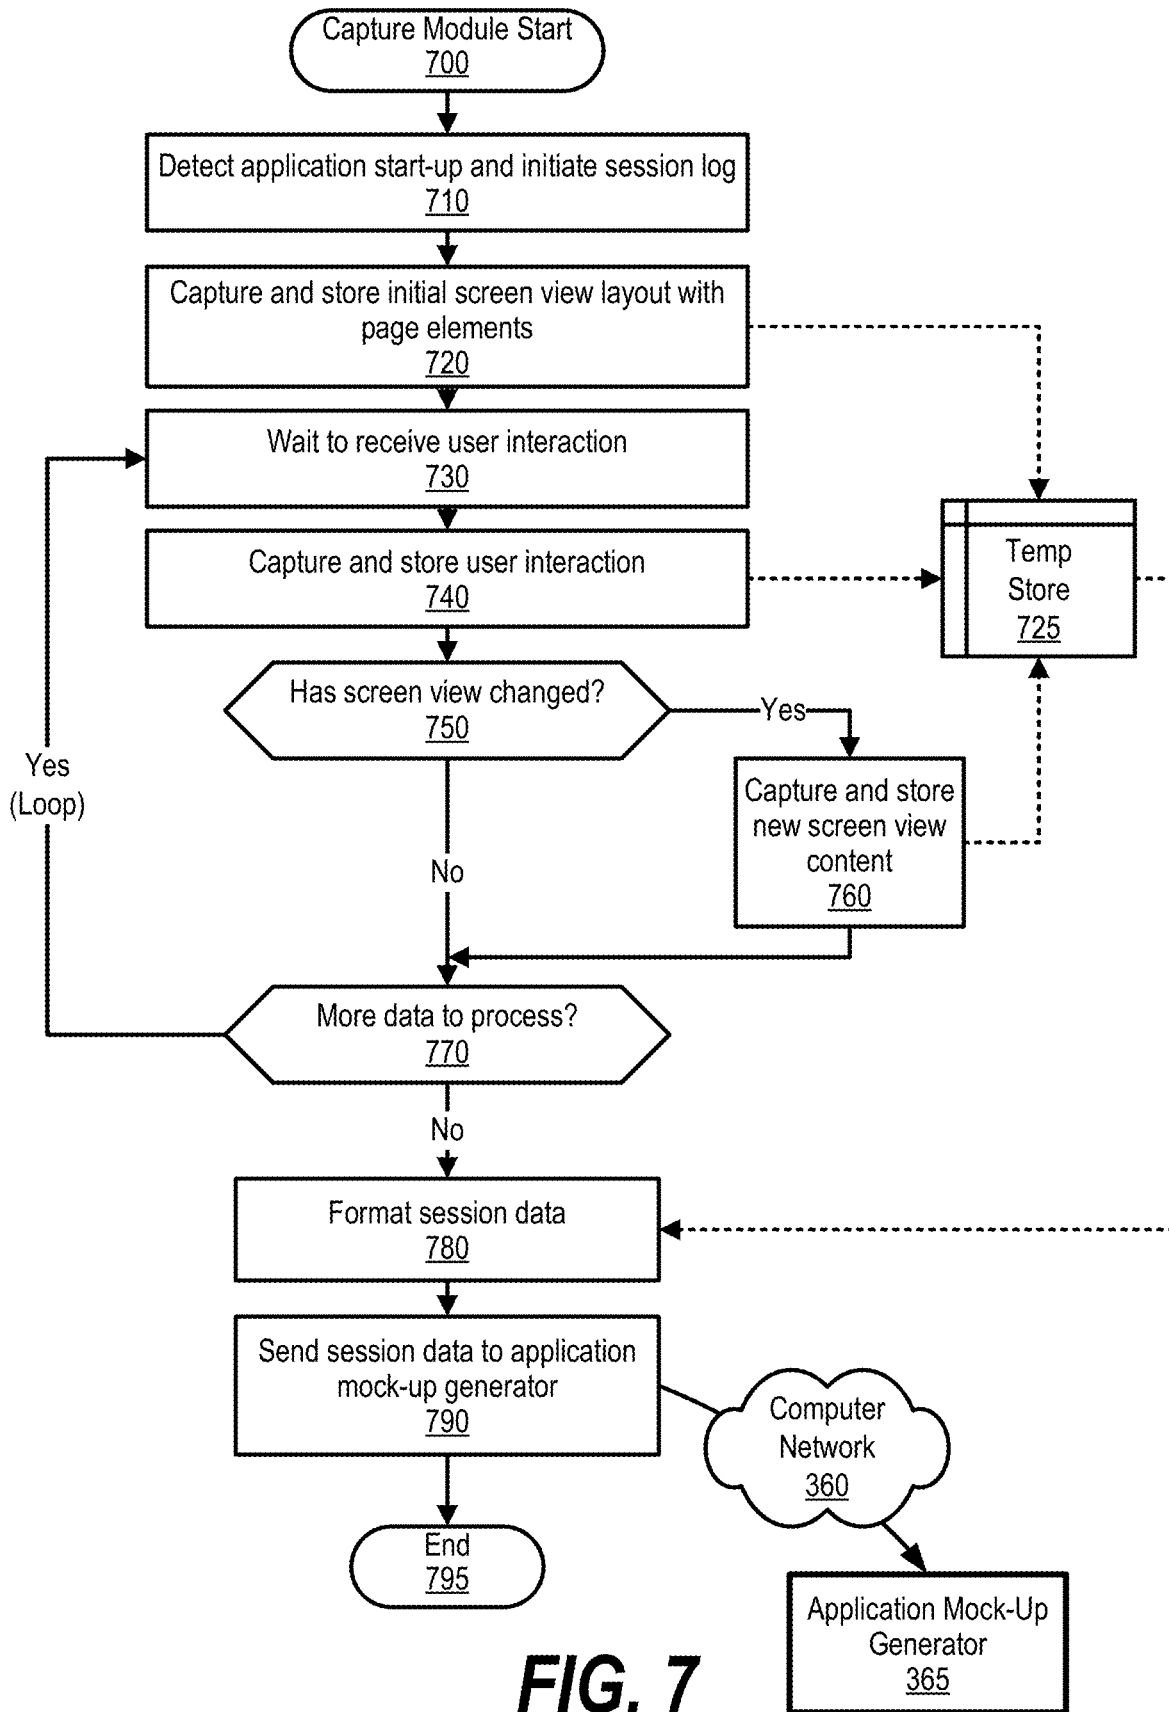 Capture Module Start
700
Detect application start-up and initiate session log
710
Capture and store initial screen view layout with
page elements
720
Wait to receive user interaction
730
Capture and store user interaction
740
Temp
Store
725
Has screen view changed?
750
Yes
Yes
(Loop)
Capture and store
new screen view
content
760
No
More data to process?
770
No
Format session data
780
Send session data to application
mock-up generator
790
Computer
Network
360
End
795
Application Mock-Up
Generator
365
FIG. 7